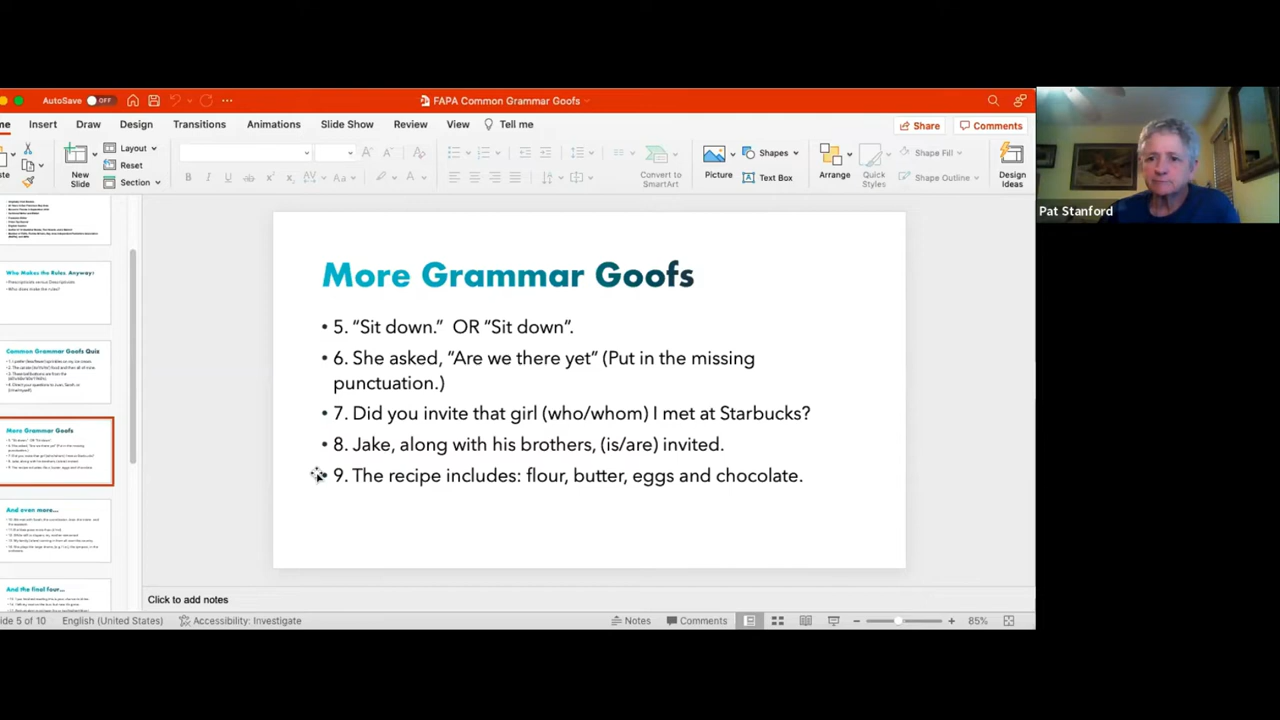 AutoSave OFF
FAPA Common Grammar Goofs
me Insert Draw Design Transitions Animations Slide Show Review View Tell me
Share Comments
New Slide
Layout
Reset
Section
Convert to SmartArt
Picture
Shapes
Text Box
Arrange
Quick Styles
Shape Fill
Shape Outline
Design Ideas
Pat Stanford
Who Makes the Rules, Anyway?
Common Grammar Goofs Quiz
More Grammar Goofs
And even more...
And the final four...
More Grammar Goofs
• 5. “Sit down.”  OR “Sit down”.
• 6. She asked, “Are we there yet” (Put in the missing
punctuation.)
• 7. Did you invite that girl (who/whom) I met at Starbucks?
• 8. Jake, along with his brothers, (is/are) invited.
• 9. The recipe includes: flour, butter, eggs and chocolate.
Click to add notes
lide 5 of 10 English (United States) Accessibility: Investigate Notes Comments 85%